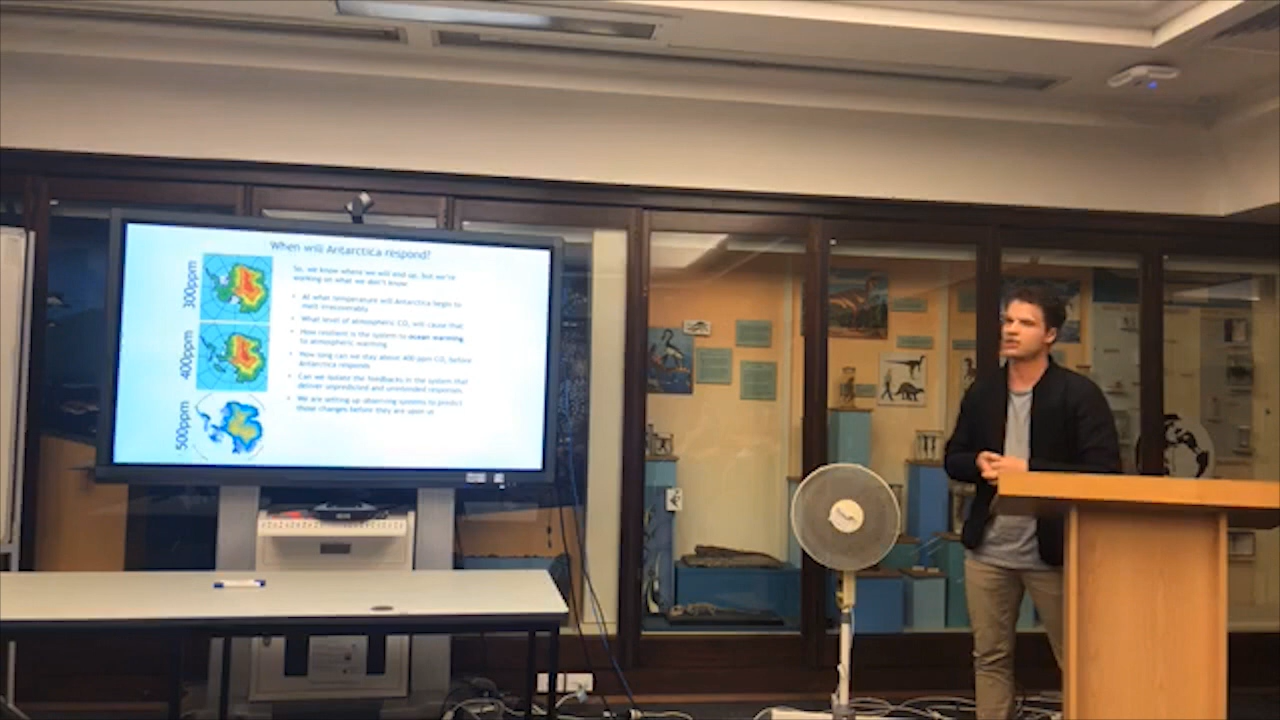 When will Antarctica respond?
So, we know where we will end up, but we're
working on what we don't know:
300ppm
At what temperature will Antarctica begin to
melt irrecoverably
What level of atmospheric CO₂ will cause that
400ppm
How resilient is the system to ocean warming
to atmospheric warming
How long can we stay above 400 ppm CO₂ before
Antarctica responds
Can we isolate the feedbacks in the system that
deliver unpredicted and unintended responses
500ppm
We are setting up observing systems to predict
those changes before they are upon us